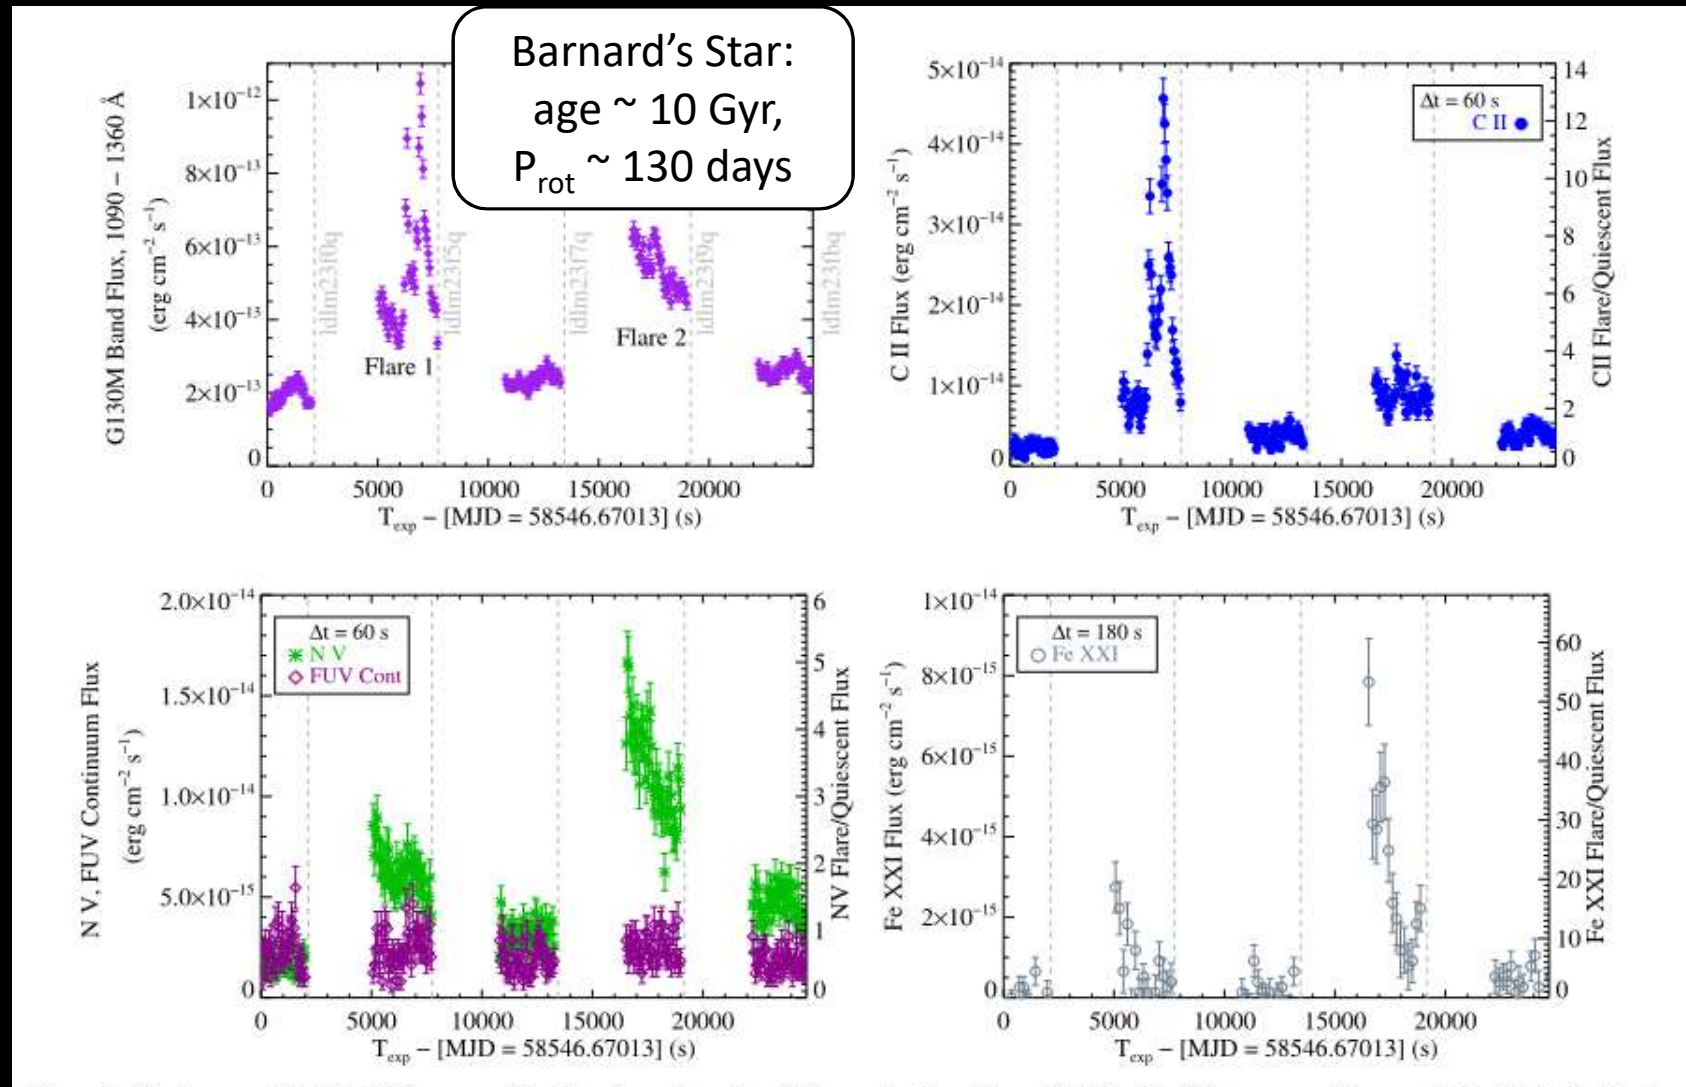 Barnard’s Star:
age ~ 10 Gyr,
Prot ~ 130 days
G130M Band Flux, 1090 – 1360 Å
(erg cm−2 s−1)
1×10−12
8×10−13
6×10−13
4×10−13
2×10−13
0
ldlm23f0q
ldlm23f5q
ldlm23f7q
ldlm23f9q
ldlm23fbq
Flare 1
Flare 2
0 5000 10000 15000 20000
Texp – [MJD = 58546.67013] (s)
C II Flux (erg cm−2 s−1)
5×10−14
4×10−14
3×10−14
2×10−14
1×10−14
0
Δt = 60 s
C II
14
12
10
8
6
4
2
0
CII Flare/Quiescent Flux
0 5000 10000 15000 20000
Texp – [MJD = 58546.67013] (s)
N V, FUV Continuum Flux
(erg cm−2 s−1)
2.0×10−14
1.5×10−14
1.0×10−14
5.0×10−15
0
Δt = 60 s
N V
FUV Cont
6
5
4
3
2
1
0
NV Flare/Quiescent Flux
0 5000 10000 15000 20000
Texp – [MJD = 58546.67013] (s)
Fe XXI Flux (erg cm−2 s−1)
1×10−14
8×10−15
6×10−15
4×10−15
2×10−15
0
Δt = 180 s
Fe XXI
60
50
40
30
20
10
0
Fe XXI Flare/Quiescent Flux
0 5000 10000 15000 20000
Texp – [MJD = 58546.67013] (s)